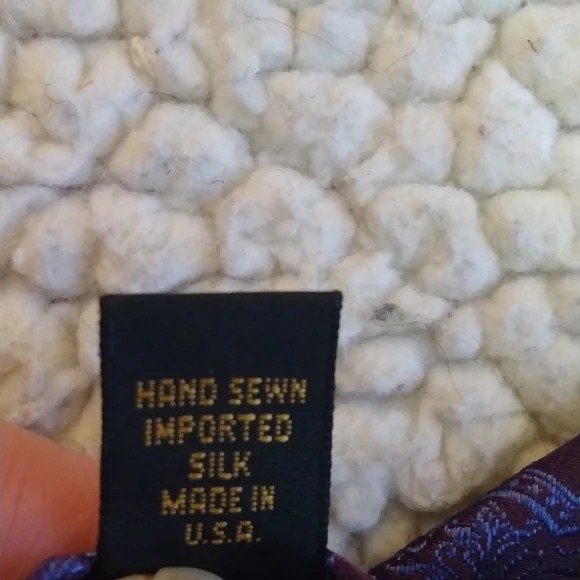 HAND SEWN
IMPORTED
SILK
MADE IN
U.S.A.